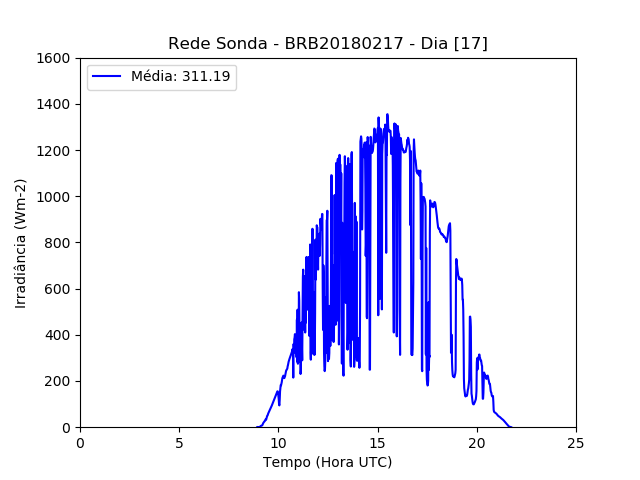 Rede Sonda - BRB20180217 - Dia [17]
1600
Média: 311.19
1400
1200
1000
800
600
400
200
0
Irradiância (Wm-2)
0 5 10 15 20 25
Tempo (Hora UTC)